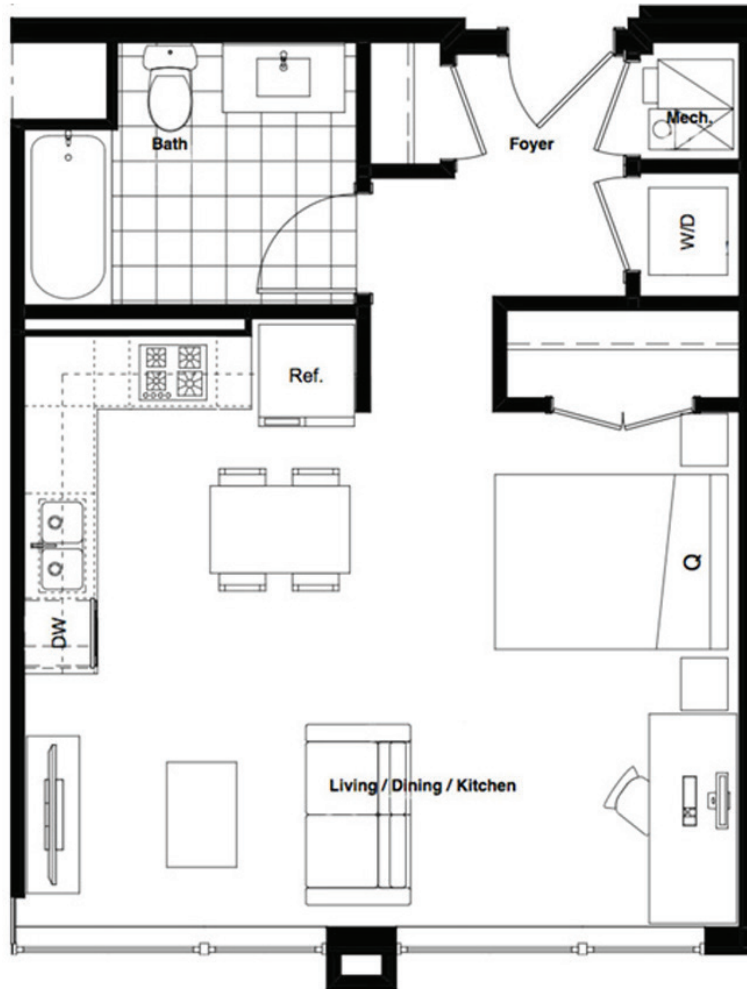 Bath
Foyer
Mech.
W/D
Ref.
Q
DW
Living / Dining / Kitchen